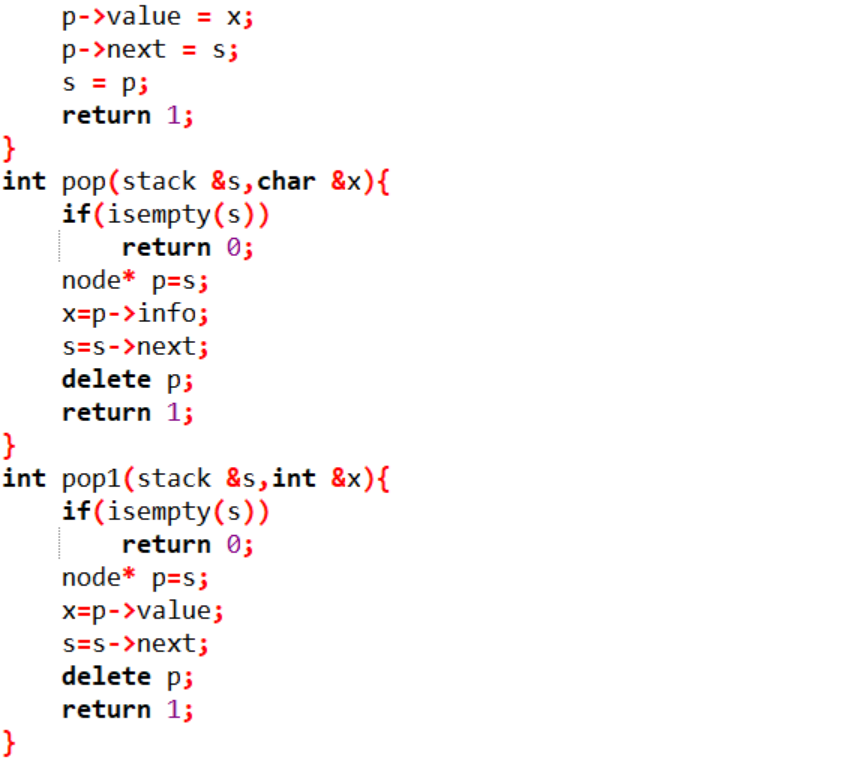 p->value = x;
    p->next = s;
    s = p;
    return 1;
}
int pop(stack &s,char &x){
    if(isempty(s))
        return 0;
    node* p=s;
    x=p->info;
    s=s->next;
    delete p;
    return 1;
}
int pop1(stack &s,int &x){
    if(isempty(s))
        return 0;
    node* p=s;
    x=p->value;
    s=s->next;
    delete p;
    return 1;
}